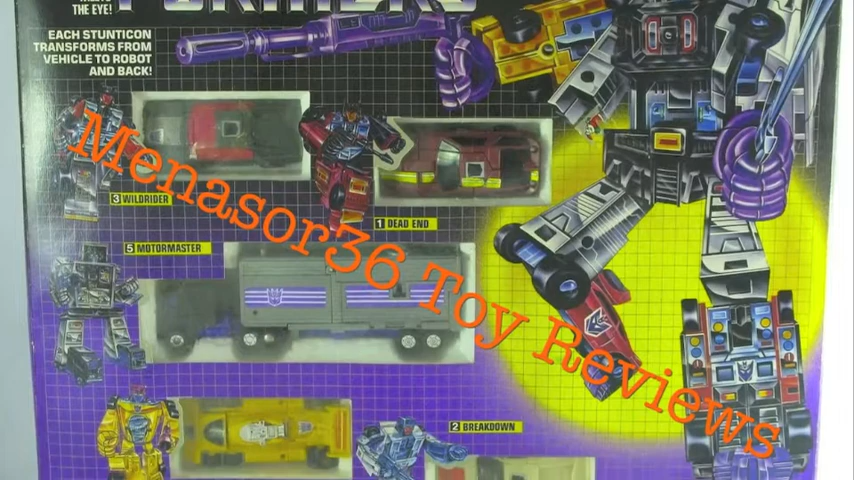 THE EYE!
EACH STUNTICON
TRANSFORMS FROM
VEHICLE TO ROBOT
AND BACK!
3 WILDRIDER
1 DEAD END
5 MOTORMASTER
2 BREAKDOWN
Menasor36 Toy Reviews